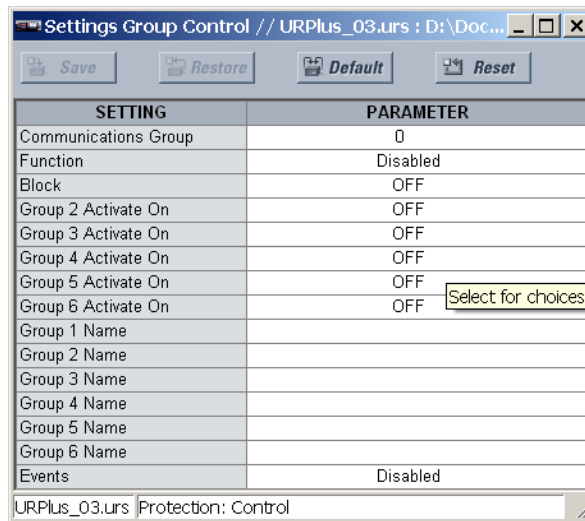 Settings Group Control // URPlus_03.urs : D:\Doc...
Save Restore Default Reset
SETTING PARAMETER
Communications Group 0
Function Disabled
Block OFF
Group 2 Activate On OFF
Group 3 Activate On OFF
Group 4 Activate On OFF
Group 5 Activate On OFF
Select for choices
Group 6 Activate On OFF
Group 1 Name
Group 2 Name
Group 3 Name
Group 4 Name
Group 5 Name
Group 6 Name
Events Disabled
URPlus_03.urs Protection: Control